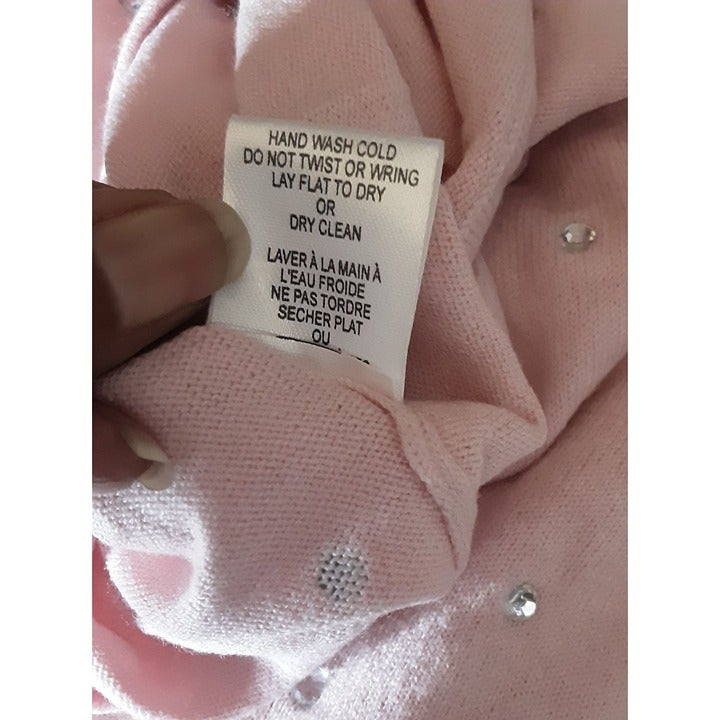 HAND WASH COLD
DO NOT TWIST OR WRING
LAY FLAT TO DRY
OR
DRY CLEAN
LAVER À LA MAIN À
L'EAU FROIDE
NE PAS TORDRE
SECHER PLAT
OU